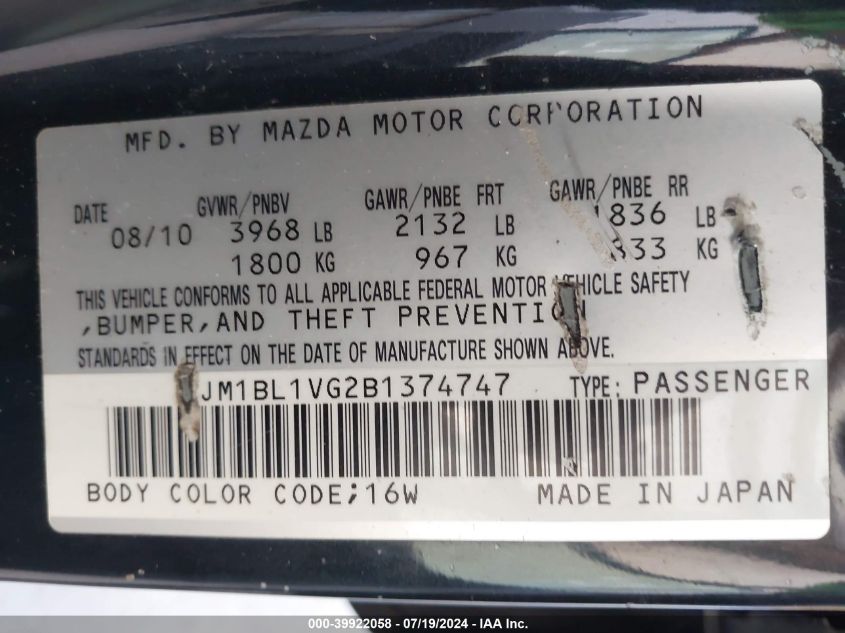 MFD. BY MAZDA MOTOR CORPORATION
DATE GVWR/PNBV GAWR/PNBE FRT GAWR/PNBE RR
08/10 3968 LB 2132 LB 1836 LB
1800 KG 967 KG 833 KG
THIS VEHICLE CONFORMS TO ALL APPLICABLE FEDERAL MOTOR VEHICLE SAFETY
,BUMPER,AND THEFT PREVENTION
STANDARDS IN EFFECT ON THE DATE OF MANUFACTURE SHOWN ABOVE.
JM1BL1VG2B1374747 TYPE: PASSENGER
BODY COLOR CODE;16W MADE IN JAPAN
000-39922058 - 07/19/2024 - IAA Inc.